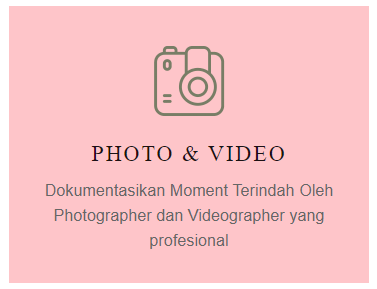 PHOTO & VIDEO
Dokumentasikan Moment Terindah Oleh
Photographer dan Videographer yang
profesional